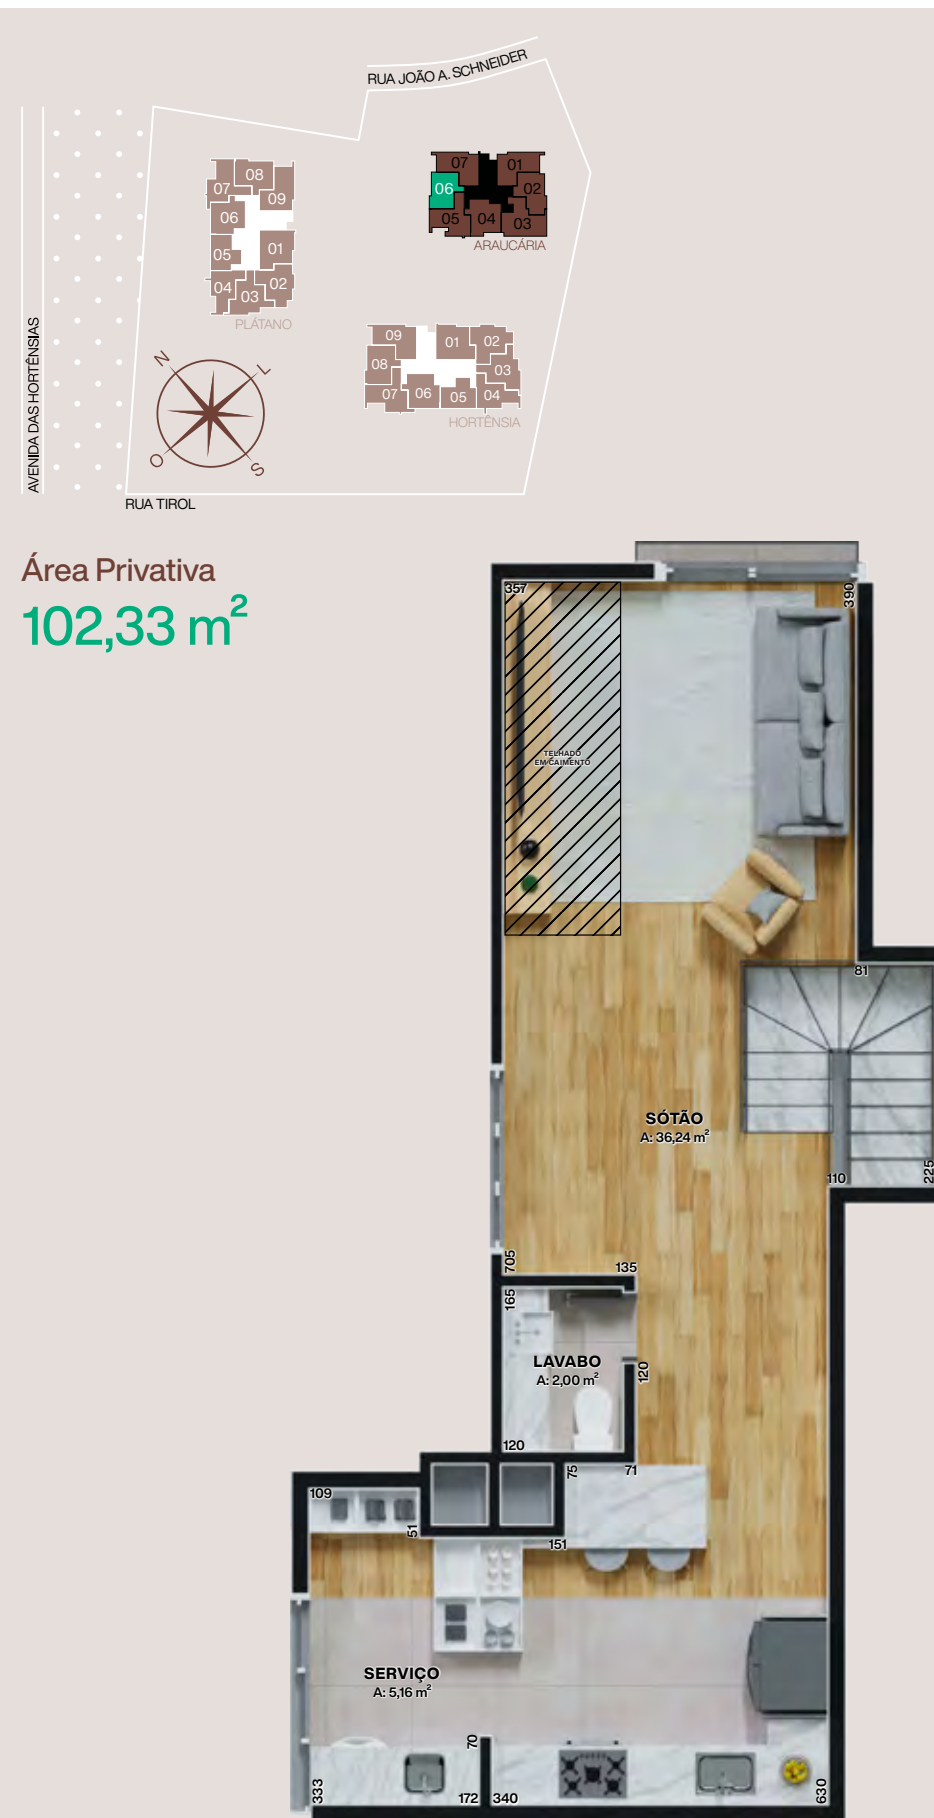 RUA JOÃO A. SCHNEIDER
07
01
06
02
05
04
03
ARAUCÁRIA
08
07
09
06
05
01
04
03
02
PLÁTANO
09
01
02
08
03
07
06
05
04
HORTÊNSIA
AVENIDA DAS HORTÊNSIAS
N
L
O
S
RUA TIROL
Área Privativa
102,33 m²
357
390
TELHADO
EM CAIMENTO
81
SÓTÃO
A: 36,24 m²
110
225
705
135
165
LAVABO
A: 2,00 m²
120
120
75
71
109
51
151
SERVIÇO
A: 5,16 m²
70
333
172
340
630